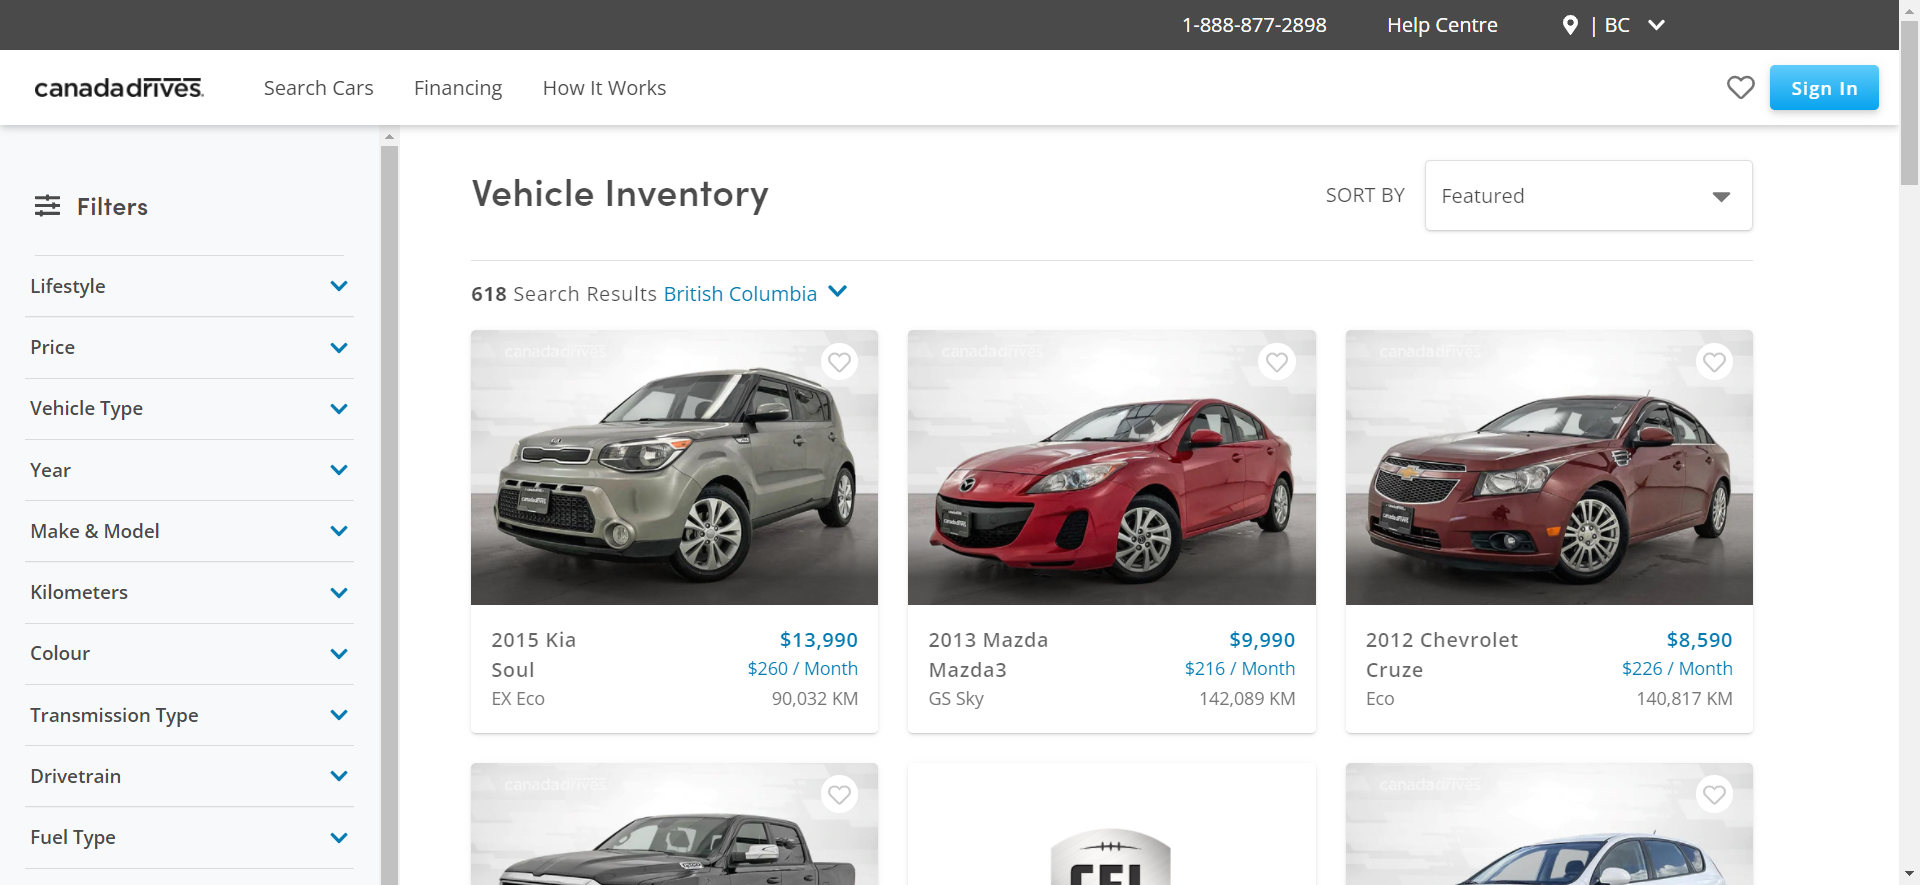 1-888-877-2898 Help Centre | BC
canadadrives. Search Cars Financing How It Works Sign In
Filters
Lifestyle
Price
Vehicle Type
Year
Make & Model
Kilometers
Colour
Transmission Type
Drivetrain
Fuel Type
Vehicle Inventory
SORT BY Featured
618 Search Results British Columbia
canadadrives
canadadrives
canadadrives
2015 Kia Soul
$13,990
$260 / Month
EX Eco
90,032 KM
2013 Mazda Mazda3
$9,990
$216 / Month
GS Sky
142,089 KM
2012 Chevrolet Cruze
$8,590
$226 / Month
Eco
140,817 KM
canadadrives
CFL
canadadrives